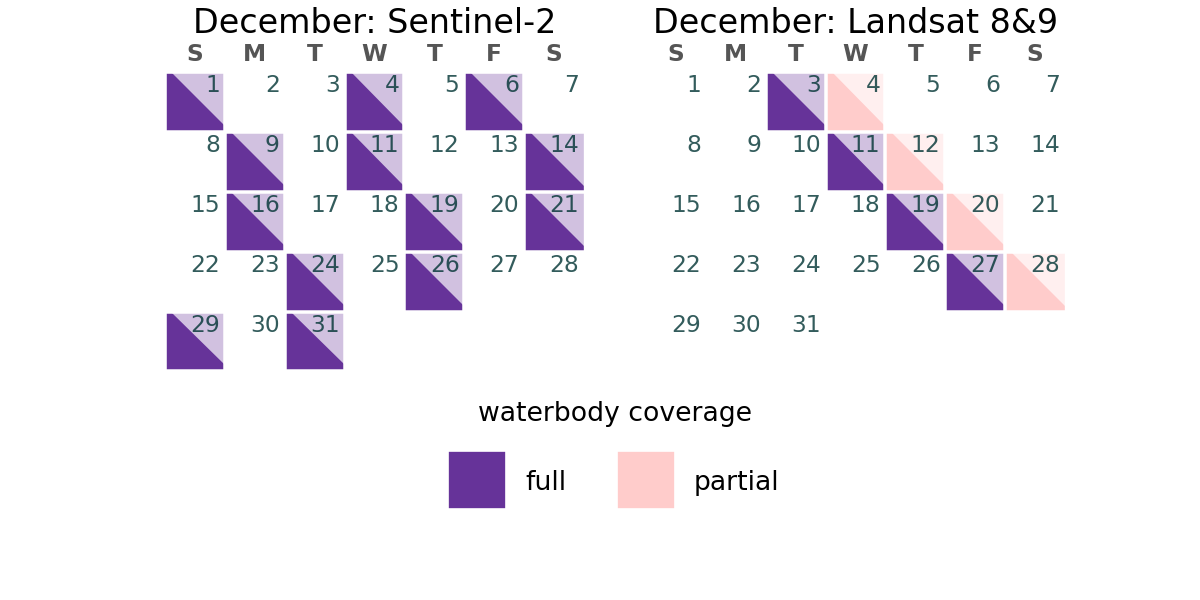 December: Sentinel-2
S M T W T F S
1 2 3 4 5 6 7
8 9 10 11 12 13 14
15 16 17 18 19 20 21
22 23 24 25 26 27 28
29 30 31
December: Landsat 8&9
S M T W T F S
1 2 3 4 5 6 7
8 9 10 11 12 13 14
15 16 17 18 19 20 21
22 23 24 25 26 27 28
29 30 31
waterbody coverage
full partial